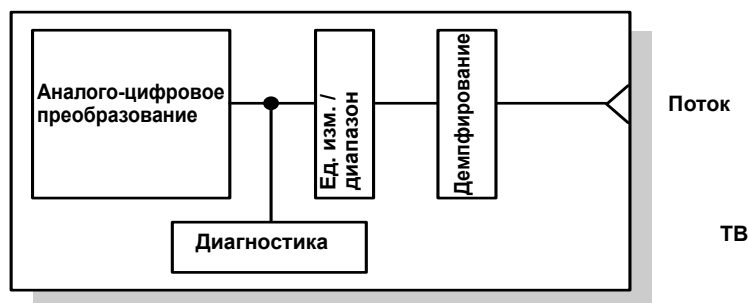 Аналого-цифровое
преобразование
Ед. изм. /
диапазон
Демпфирование
Поток
Диагностика
ТВ